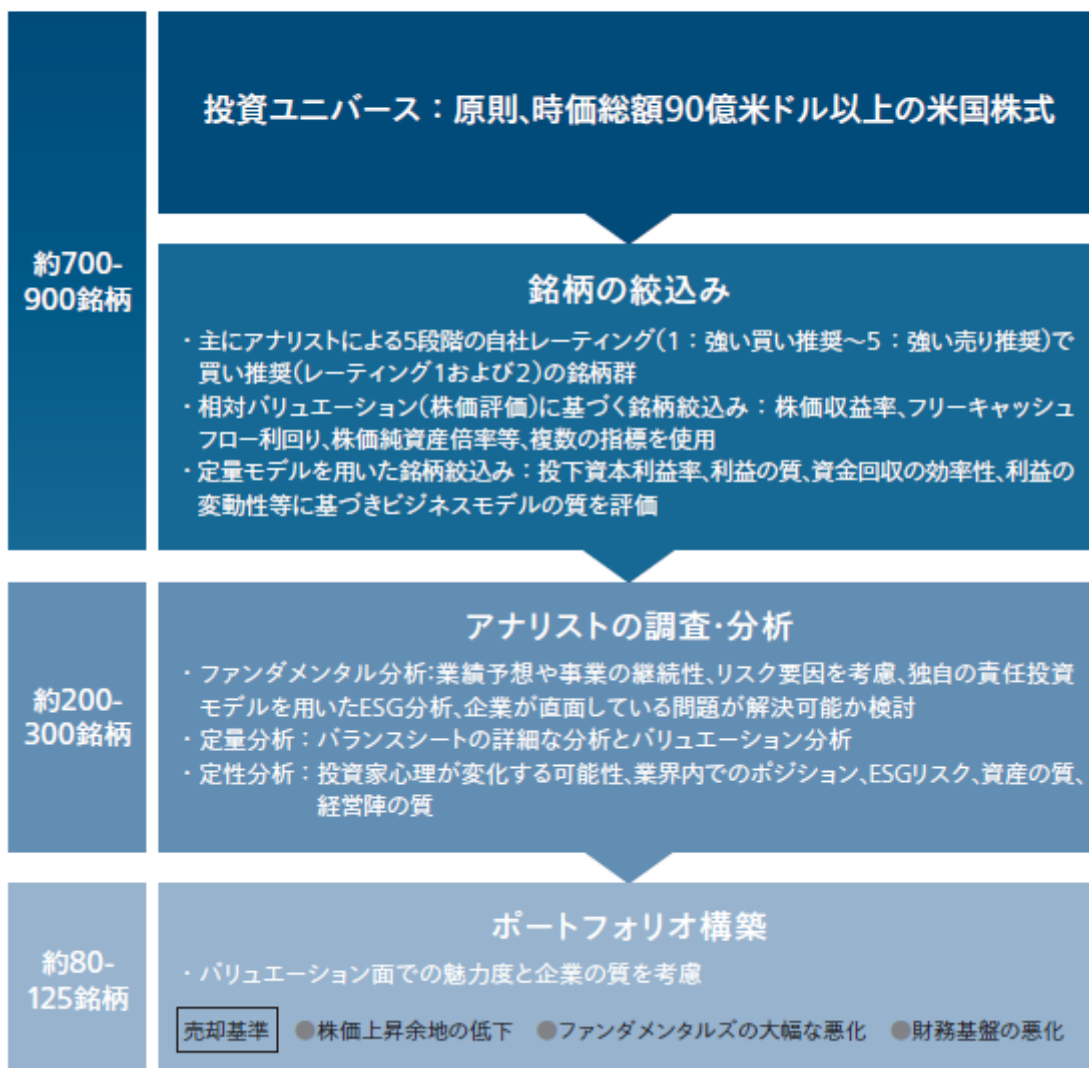 投資ユニバース：原則、時価総額90億米ドル以上の米国株式
約700-
900銘柄
銘柄の絞込み
・主にアナリストによる5段階の自社レーティング（1：強い買い推奨～5：強い売り推奨）で
買い推奨（レーティング1および2）の銘柄群
・相対バリュエーション（株価評価）に基づく銘柄絞込み：株価収益率、フリーキャッシュ
フロー利回り、株価純資産倍率等、複数の指標を使用
・定量モデルを用いた銘柄絞込み：投下資本利益率、利益の質、資金回収の効率性、利益の
変動性等に基づきビジネスモデルの質を評価
約200-
300銘柄
アナリストの調査・分析
・ファンダメンタル分析：業績予想や事業の継続性、リスク要因を考慮、独自の責任投資
モデルを用いたESG分析、企業が直面している問題が解決可能か検討
・定量分析：バランスシートの詳細な分析とバリュエーション分析
・定性分析：投資家心理が変化する可能性、業界内でのポジション、ESGリスク、資産の質、
経営陣の質
約80-
125銘柄
ポートフォリオ構築
・バリュエーション面での魅力度と企業の質を考慮
売却基準 ●株価上昇余地の低下 ●ファンダメンタルズの大幅な悪化 ●財務基盤の悪化